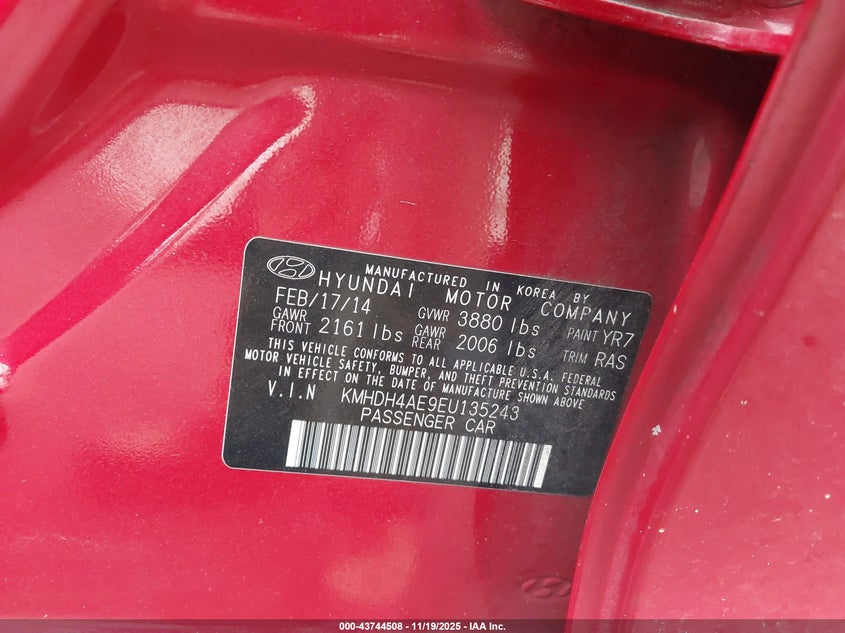 MANUFACTURED IN KOREA BY
HYUNDAI MOTOR COMPANY
FEB/17/14 GVWR 3880 lbs PAINT YR7
GAWR FRONT 2161 lbs GAWR REAR 2006 lbs TRIM RAS
THIS VEHICLE CONFORMS TO ALL APPLICABLE U.S.A. FEDERAL
MOTOR VEHICLE SAFETY, BUMPER, AND THEFT PREVENTION STANDARDS
IN EFFECT ON THE DATE OF MANUFACTURE SHOWN ABOVE
V.I.N KMHDH4AE9EU135243
PASSENGER CAR
000-43744508 - 11/19/2025 - IAA Inc.